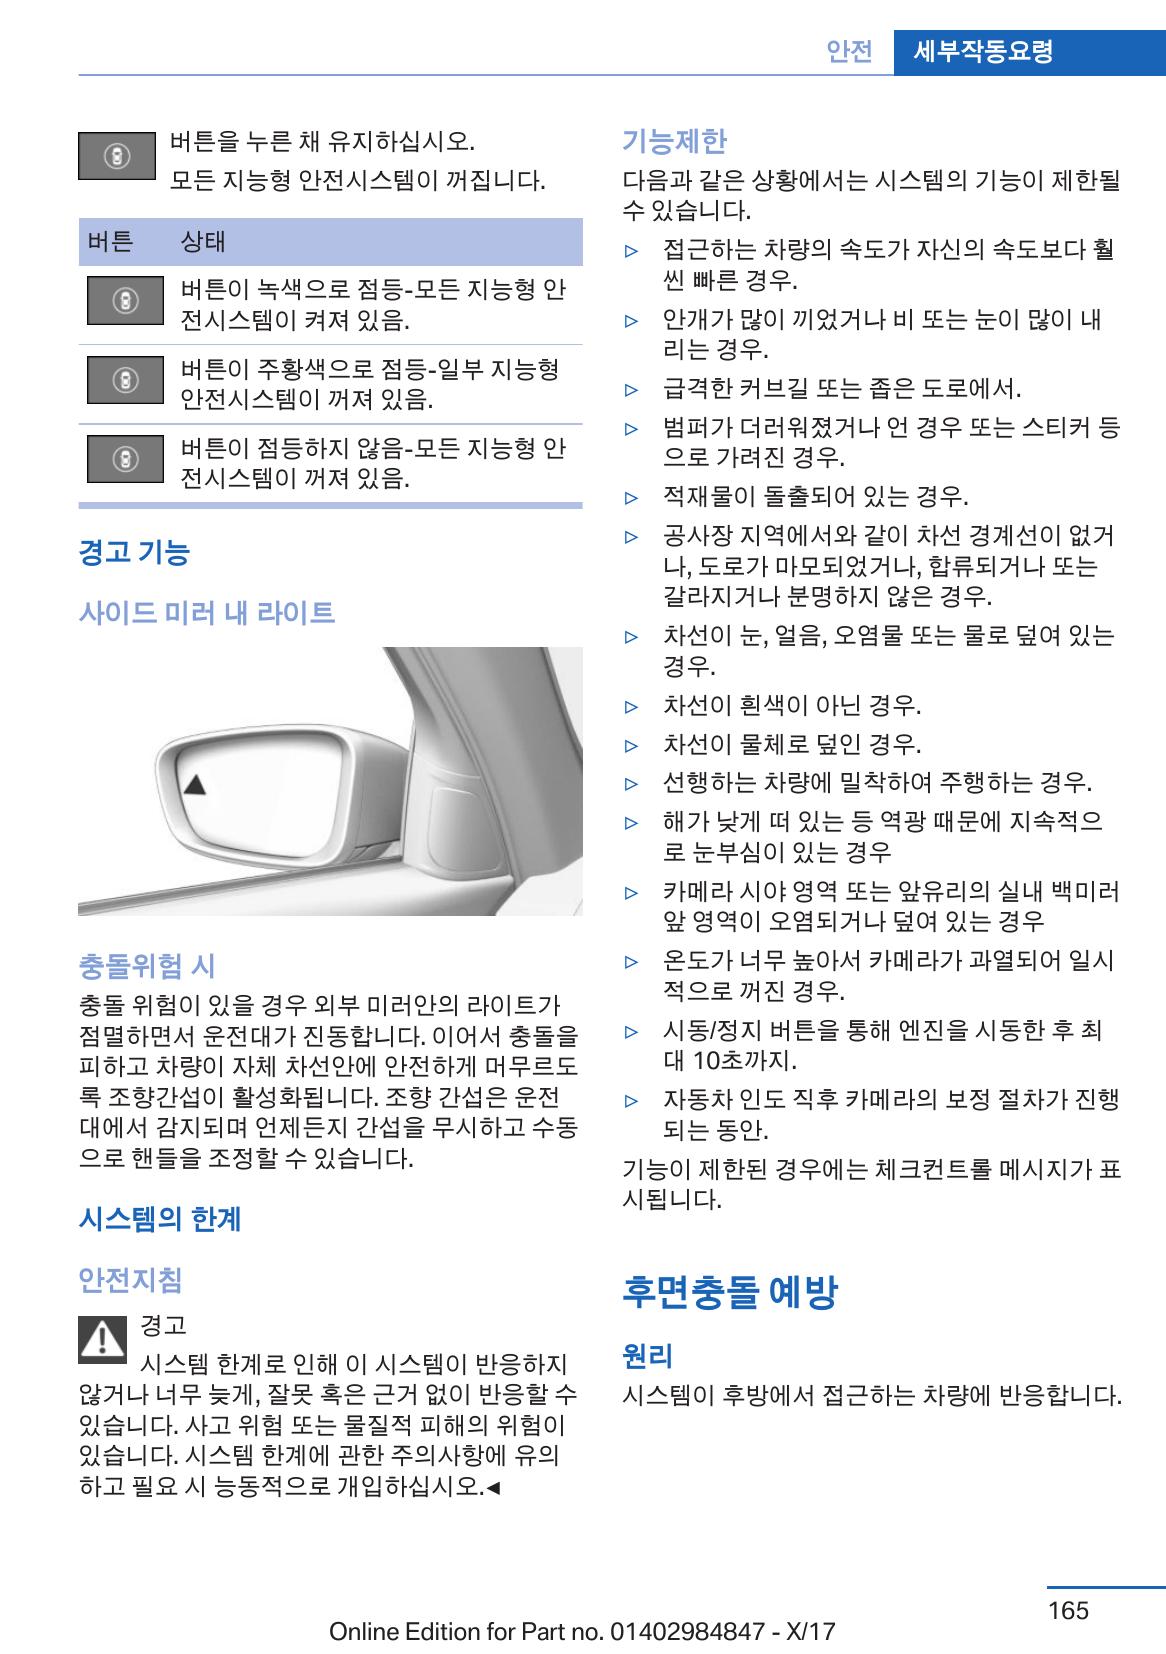 안전
세부작동요령
버튼을 누른 채 유지하십시오.
모든 지능형 안전시스템이 꺼집니다.
버튼 상태
버튼이 녹색으로 점등-모든 지능형 안
전시스템이 켜져 있음.
버튼이 주황색으로 점등-일부 지능형
안전시스템이 꺼져 있음.
버튼이 점등하지 않음-모든 지능형 안
전시스템이 꺼져 있음.
경고 기능
사이드 미러 내 라이트
충돌위험 시
충돌 위험이 있을 경우 외부 미러안의 라이트가
점멸하면서 운전대가 진동합니다. 이어서 충돌을
피하고 차량이 자체 차선안에 안전하게 머무르도
록 조향간섭이 활성화됩니다. 조향 간섭은 운전
대에서 감지되며 언제든지 간섭을 무시하고 수동
으로 핸들을 조정할 수 있습니다.
시스템의 한계
안전지침
경고
시스템 한계로 인해 이 시스템이 반응하지
않거나 너무 늦게, 잘못 혹은 근거 없이 반응할 수
있습니다. 사고 위험 또는 물질적 피해의 위험이
있습니다. 시스템 한계에 관한 주의사항에 유의
하고 필요 시 능동적으로 개입하십시오.◀
기능제한
다음과 같은 상황에서는 시스템의 기능이 제한될
수 있습니다.
▷ 접근하는 차량의 속도가 자신의 속도보다 훨
씬 빠른 경우.
▷ 안개가 많이 끼었거나 비 또는 눈이 많이 내
리는 경우.
▷ 급격한 커브길 또는 좁은 도로에서.
▷ 범퍼가 더러워졌거나 언 경우 또는 스티커 등
으로 가려진 경우.
▷ 적재물이 돌출되어 있는 경우.
▷ 공사장 지역에서와 같이 차선 경계선이 없거
나, 도로가 마모되었거나, 합류되거나 또는
갈라지거나 분명하지 않은 경우.
▷ 차선이 눈, 얼음, 오염물 또는 물로 덮여 있는
경우.
▷ 차선이 흰색이 아닌 경우.
▷ 차선이 물체로 덮인 경우.
▷ 선행하는 차량에 밀착하여 주행하는 경우.
▷ 해가 낮게 떠 있는 등 역광 때문에 지속적으
로 눈부심이 있는 경우
▷ 카메라 시야 영역 또는 앞유리의 실내 백미러
앞 영역이 오염되거나 덮여 있는 경우
▷ 온도가 너무 높아서 카메라가 과열되어 일시
적으로 꺼진 경우.
▷ 시동/정지 버튼을 통해 엔진을 시동한 후 최
대 10초까지.
▷ 자동차 인도 직후 카메라의 보정 절차가 진행
되는 동안.
기능이 제한된 경우에는 체크컨트롤 메시지가 표
시됩니다.
후면충돌 예방
원리
시스템이 후방에서 접근하는 차량에 반응합니다.
165
Online Edition for Part no. 01402984847 - X/17